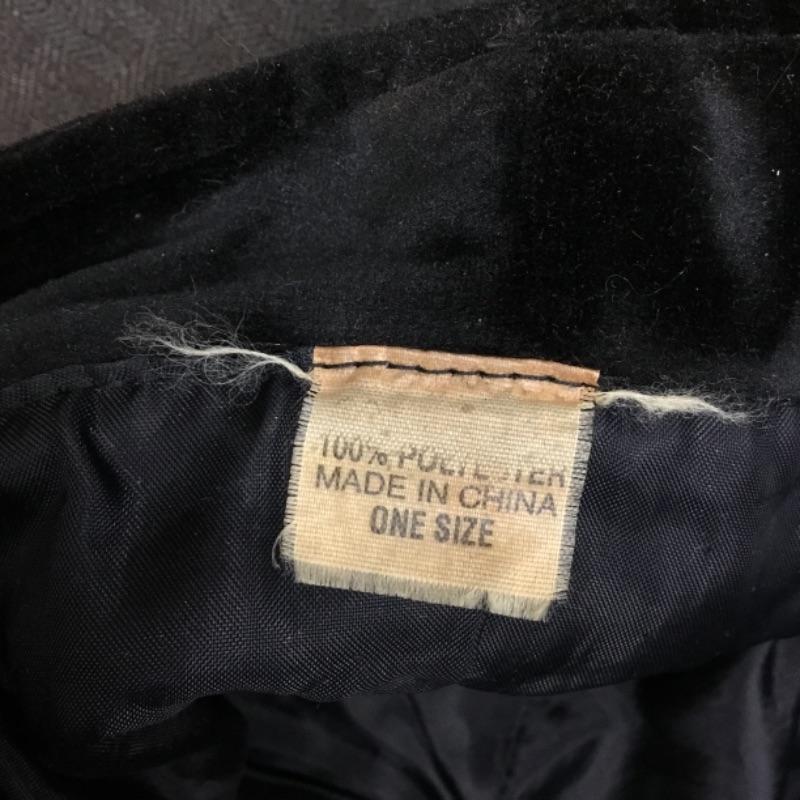 100% POLYESTER
MADE IN CHINA
ONE SIZE